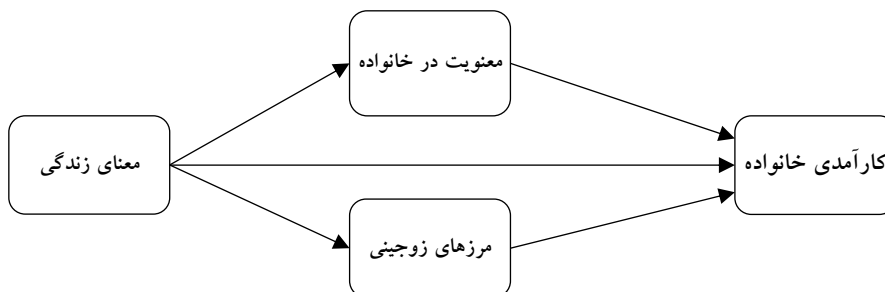 معنویت در خانواده
معنای زندگی
کارآمدی خانواده
مرزهای زوجینی